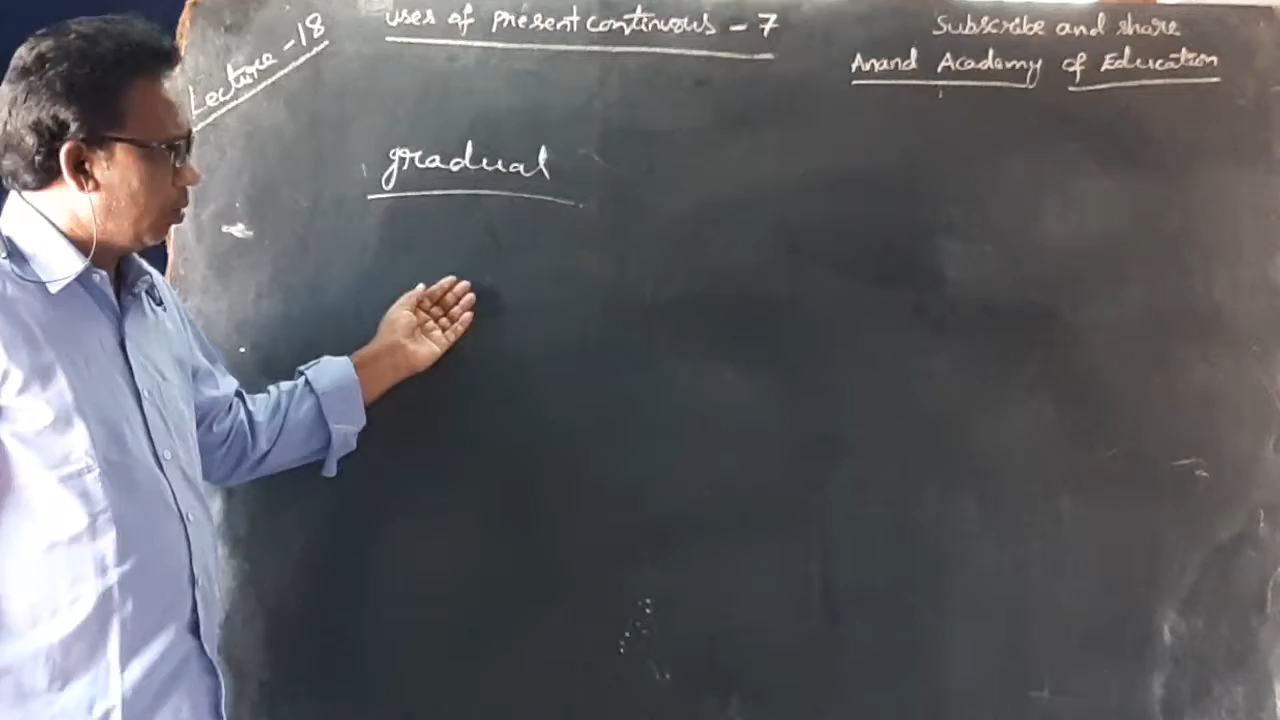 Lecture - 18
uses of present continuous - 7
Subscribe and share
Anand Academy of Education
gradual